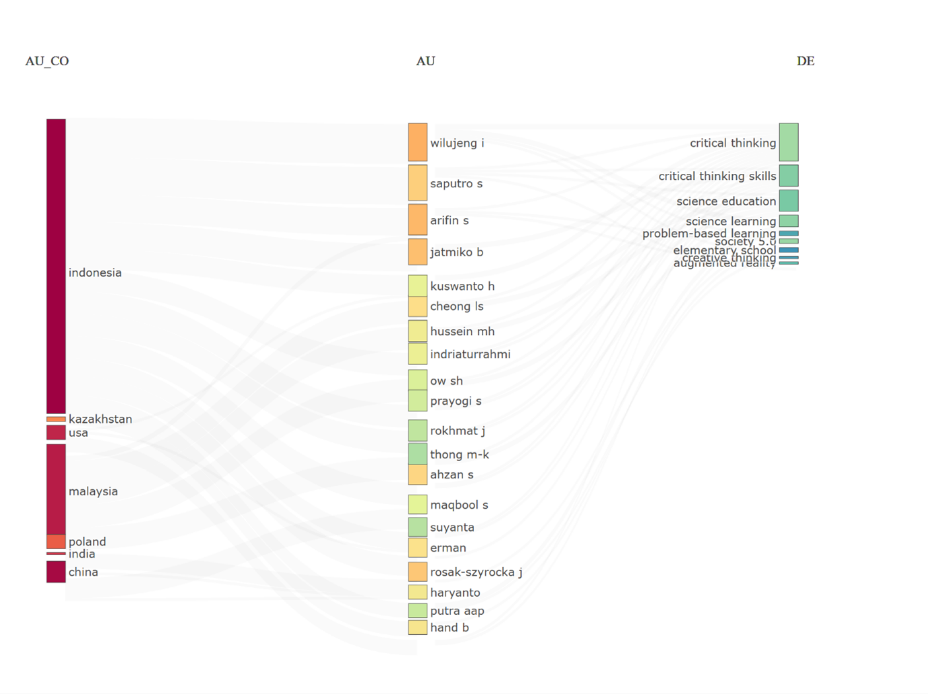 AU_CO
AU
DE
indonesia
kazakhstan
usa
malaysia
poland
india
china
wilujeng i
saputro s
arifin s
jatmiko b
kuswanto h
cheong ls
hussein mh
indriaturrahmi
ow sh
prayogi s
rokhmat j
thong m-k
ahzan s
maqbool s
suyanta
erman
rosak-szyrocka j
haryanto
putra aap
hand b
critical thinking
critical thinking skills
science education
science learning
problem-based learning
society 5.0
elementary school
creative thinking
augmented reality